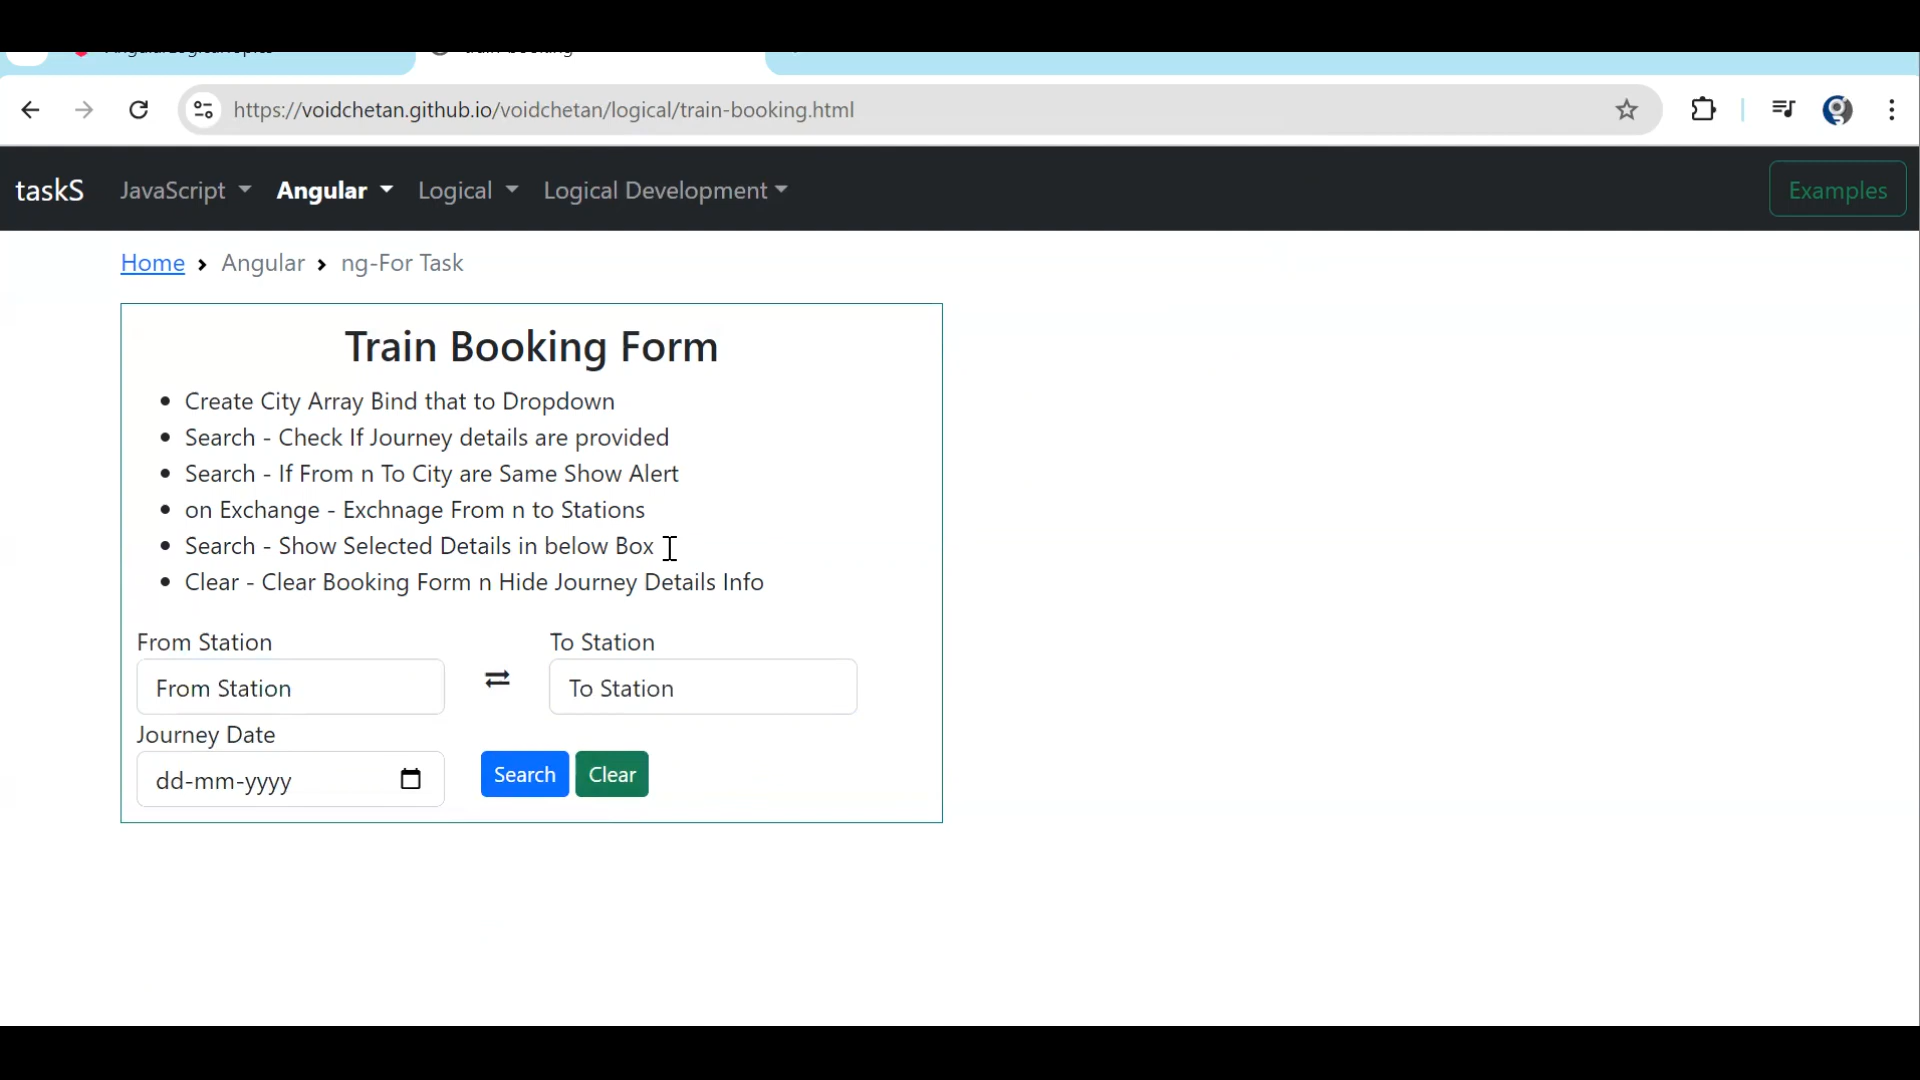 https://voidchetan.github.io/voidchetan/logical/train-booking.html
taskS JavaScript Angular Logical Logical Development Examples
Home Angular ng-For Task
Train Booking Form
Create City Array Bind that to Dropdown
Search - Check If Journey details are provided
Search - If From n To City are Same Show Alert
on Exchange - Exchnage From n to Stations
Search - Show Selected Details in below Box
Clear - Clear Booking Form n Hide Journey Details Info
From Station To Station
From Station To Station
Journey Date
dd-mm-yyyy Search Clear